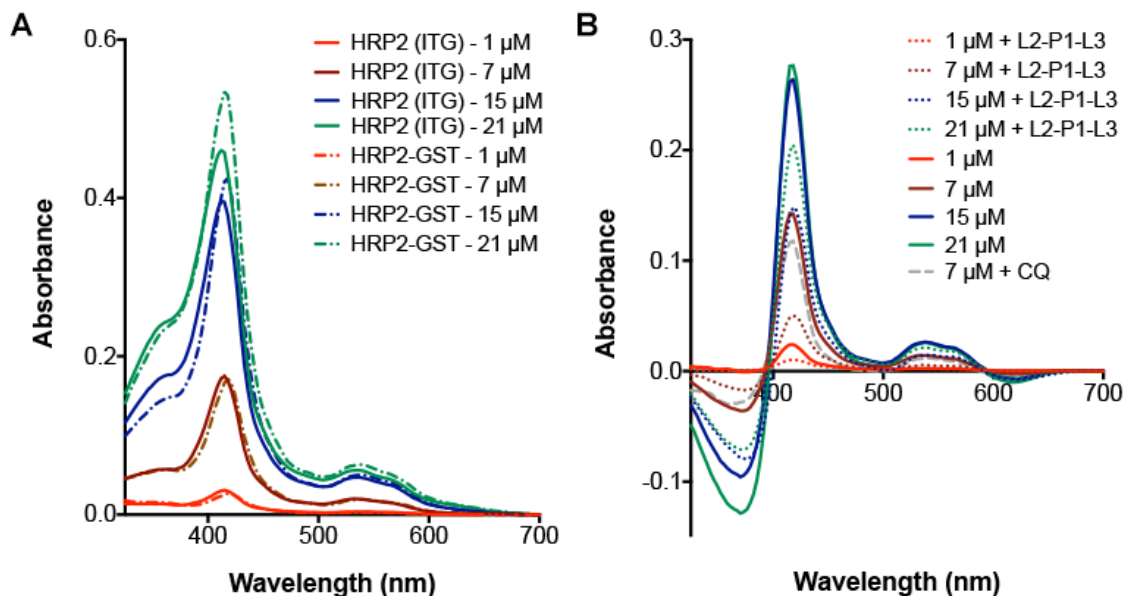 A
0.6
0.4
0.2
0.0
Absorbance
400
500
600
700
Wavelength (nm)
HRP2 (ITG) - 1 µM
HRP2 (ITG) - 7 µM
HRP2 (ITG) - 15 µM
HRP2 (ITG) - 21 µM
HRP2-GST - 1 µM
HRP2-GST - 7 µM
HRP2-GST - 15 µM
HRP2-GST - 21 µM
B
0.3
0.2
0.1
0.0
-0.1
Absorbance
400
500
600
700
Wavelength (nm)
1 µM + L2-P1-L3
7 µM + L2-P1-L3
15 µM + L2-P1-L3
21 µM + L2-P1-L3
1 µM
7 µM
15 µM
21 µM
7 µM + CQ